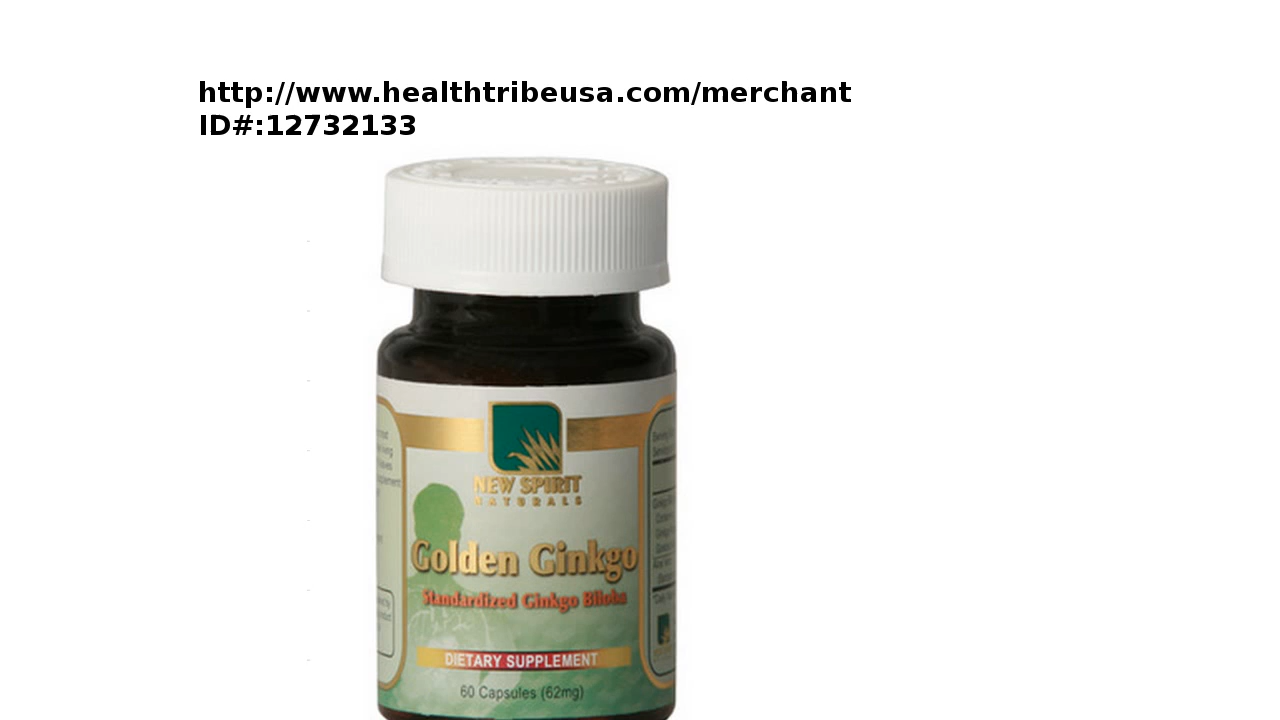 http://www.healthtribeusa.com/merchant
ID#:12732133
NEW SPIRIT
NATURALS
Golden Ginkgo
Standardized Ginkgo Biloba
DIETARY SUPPLEMENT
60 Capsules (62mg)